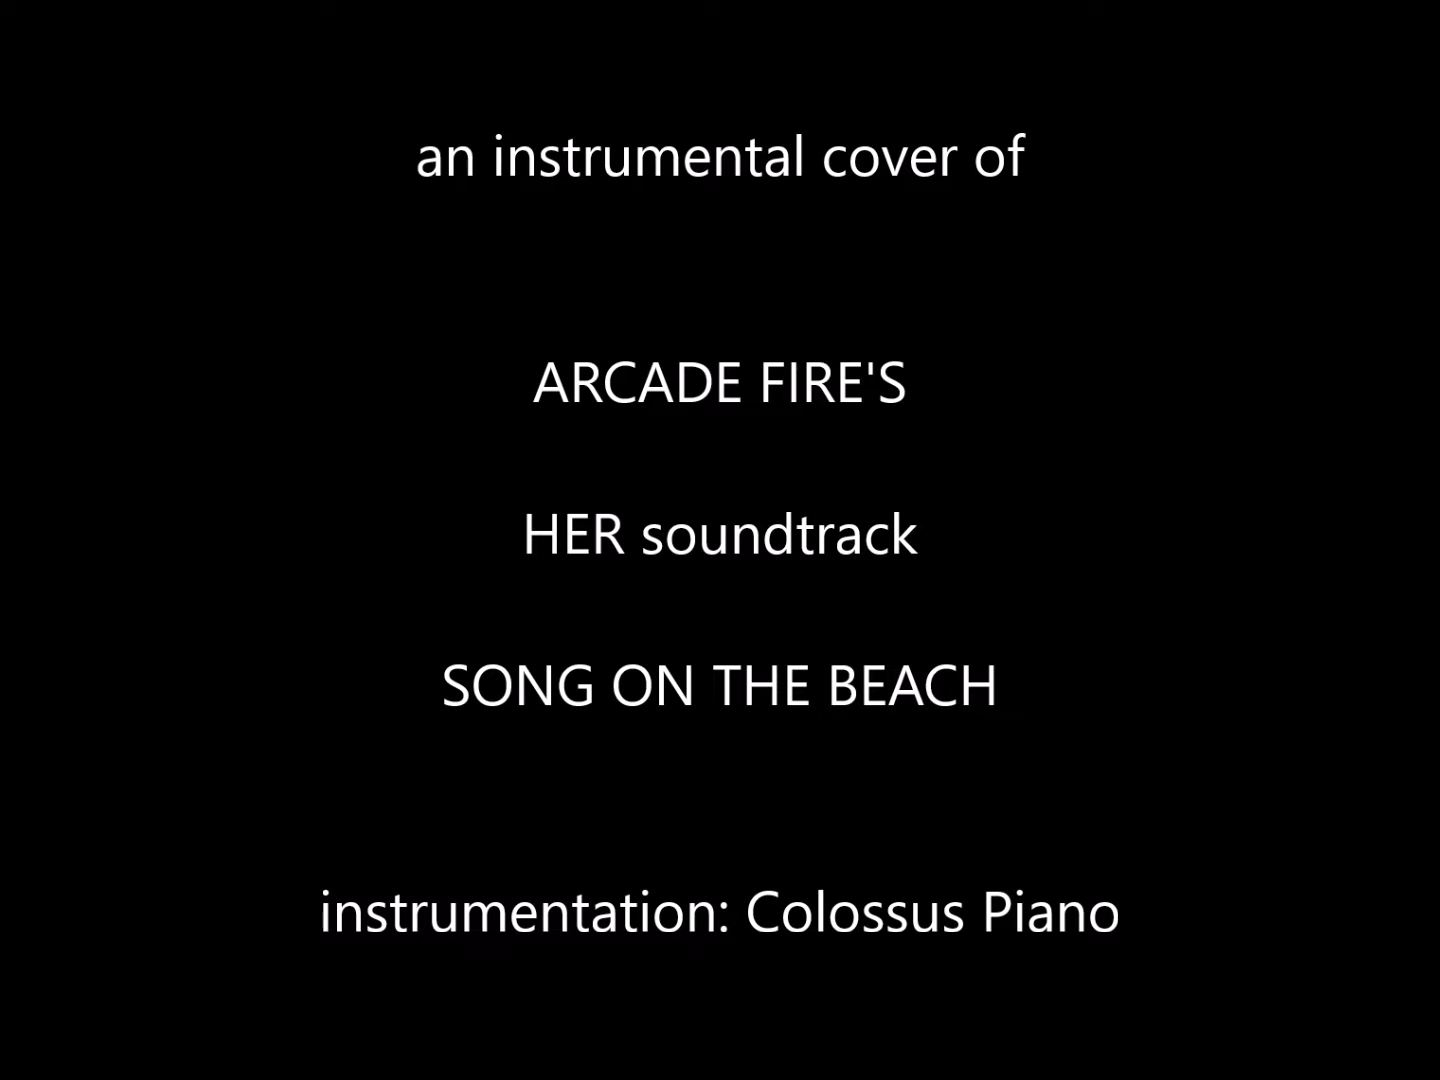 an instrumental cover of
ARCADE FIRE'S
HER soundtrack
SONG ON THE BEACH
instrumentation: Colossus Piano